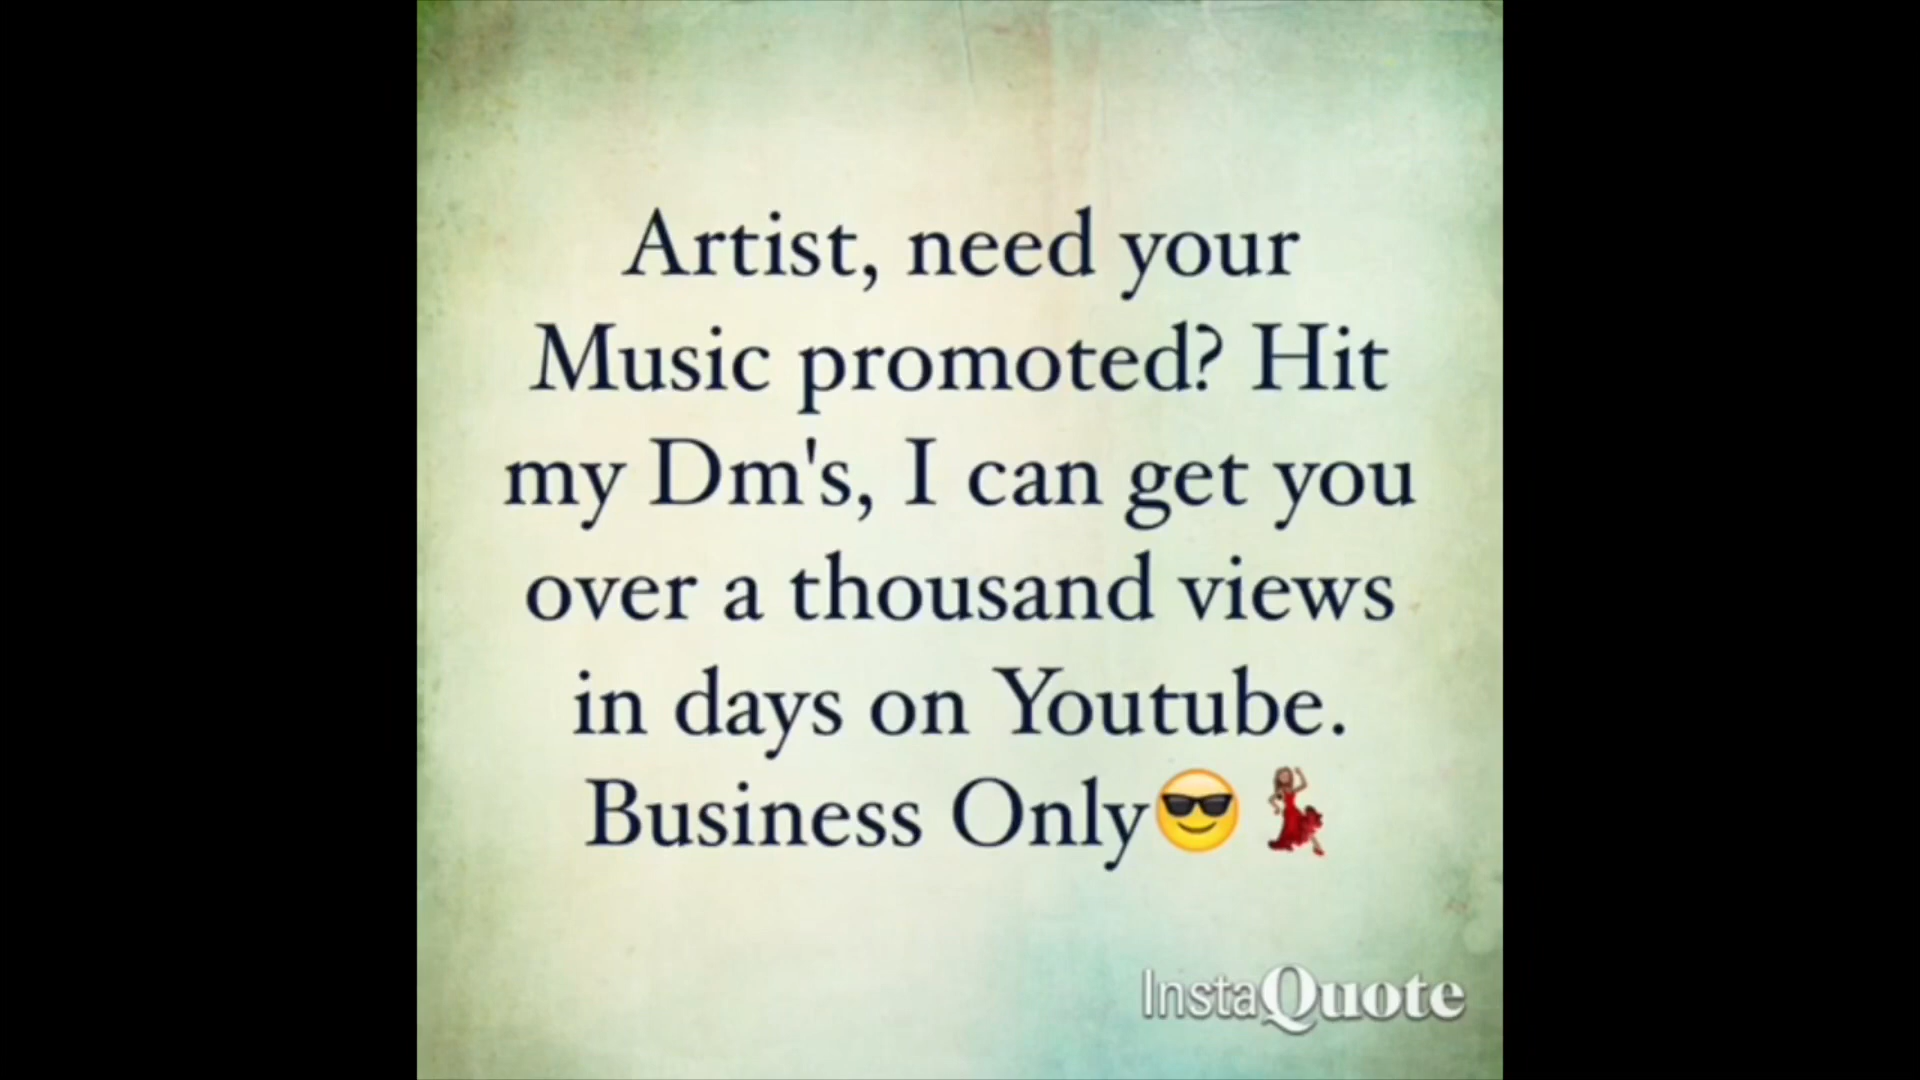 Artist, need your
Music promoted? Hit
my Dm's, I can get you
over a thousand views
in days on Youtube.
Business Only😎💃
InstaQuote